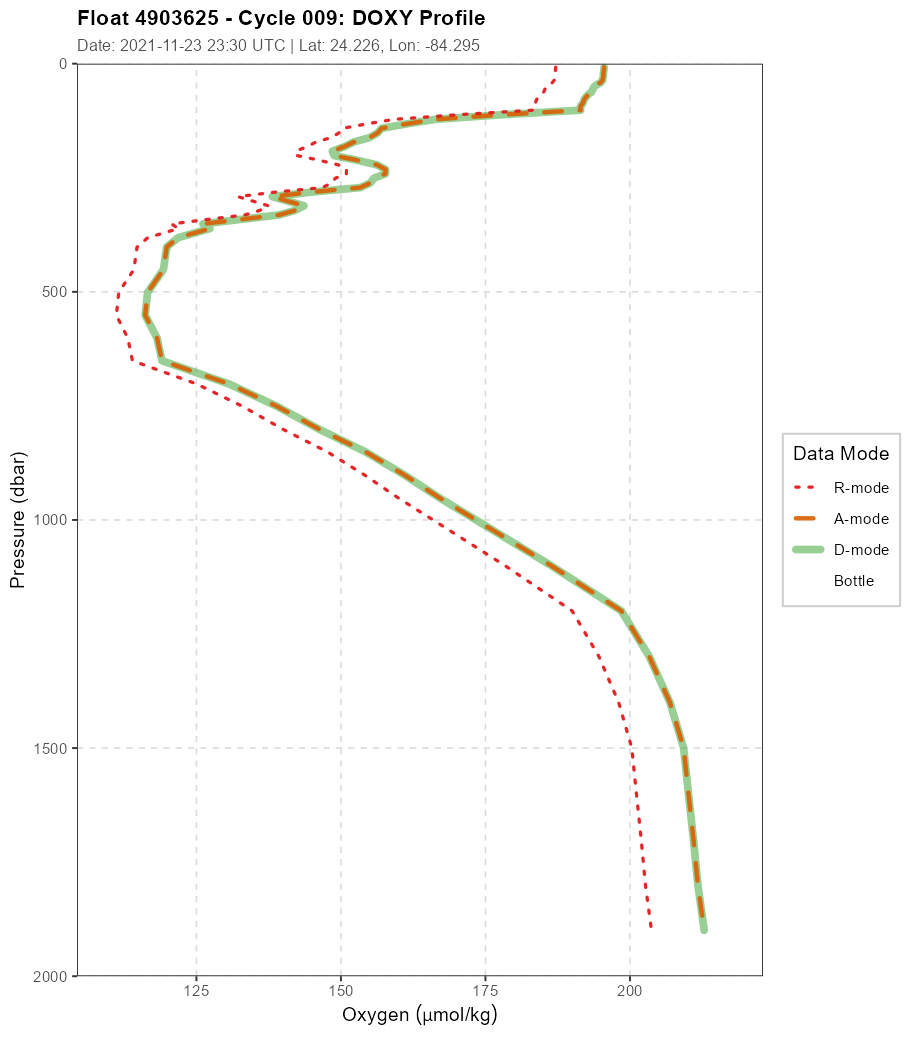 Float 4903625 - Cycle 009: DOXY Profile
Date: 2021-11-23 23:30 UTC | Lat: 24.226, Lon: -84.295
0
500
1000
1500
2000
Pressure (dbar)
125
150
175
200
Oxygen (μmol/kg)
Data Mode
R-mode
A-mode
D-mode
Bottle